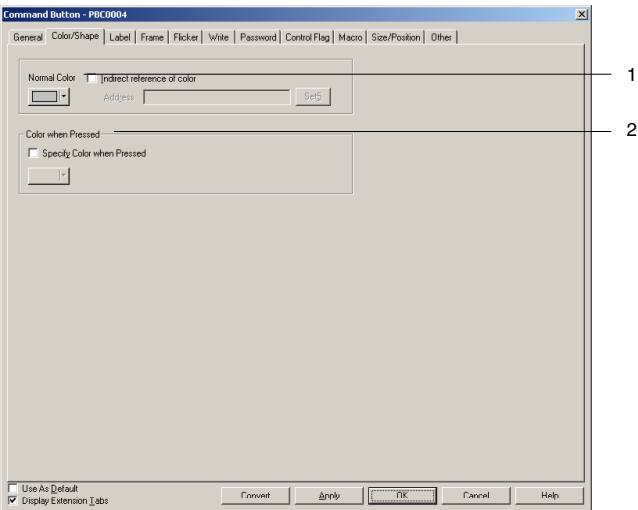 Command Button - PBC0004
General Color/Shape Label Frame Flicker Write Password Control Flag Macro Size/Position Other
Normal Color Indirect reference of color 1
Address Set5
Color when Pressed 2
Specify Color when Pressed
Use As Default
Display Extension Tabs
Convert Apply OK Cancel Help